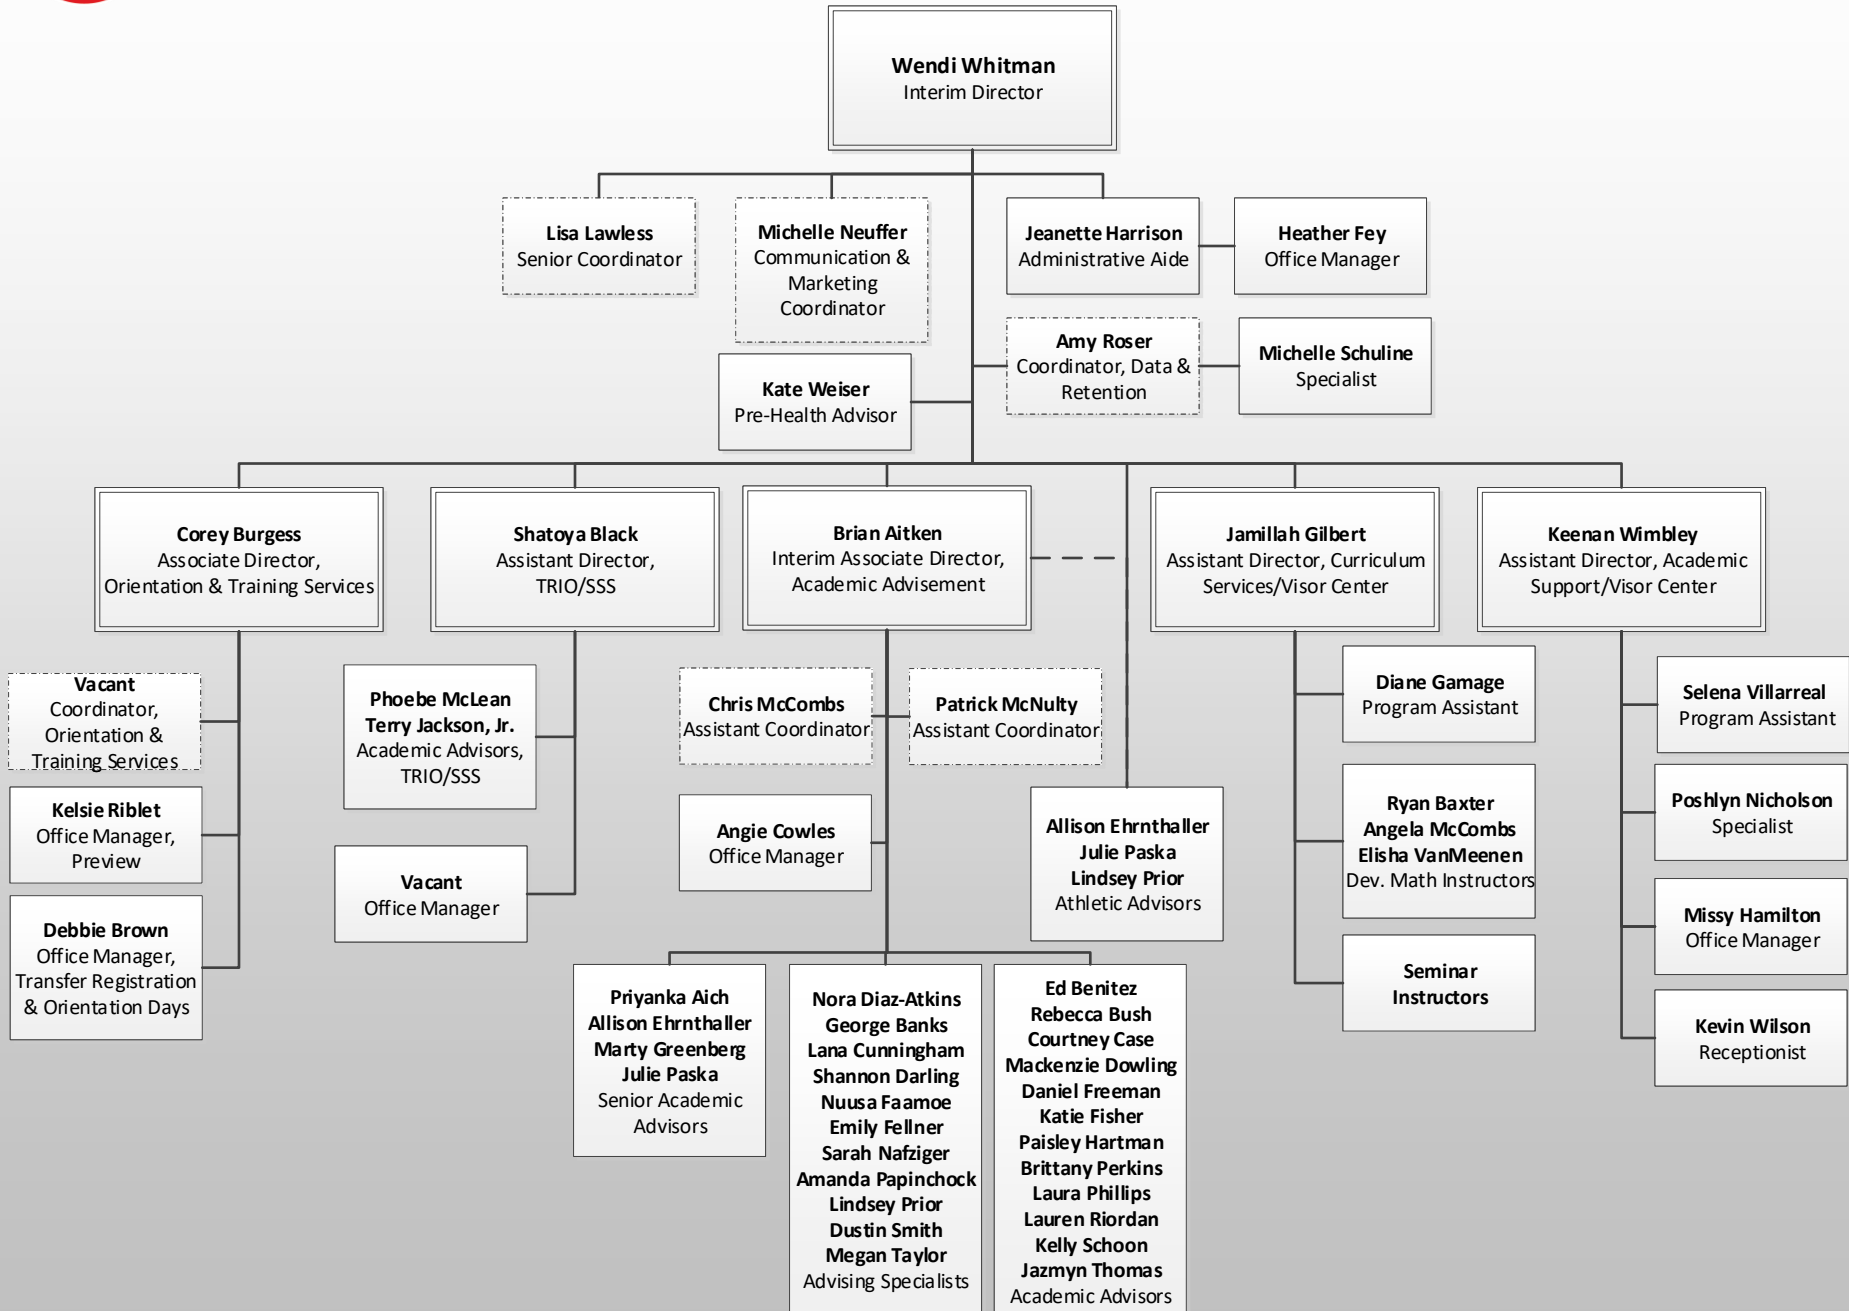 Wendi Whitman
Interim Director
Lisa Lawless
Senior Coordinator
Michelle Neuffer
Communication &
Marketing
Coordinator
Jeanette Harrison
Administrative Aide
Heather Fey
Office Manager
Amy Roser
Coordinator, Data &
Retention
Michelle Schuline
Specialist
Kate Weiser
Pre-Health Advisor
Corey Burgess
Associate Director,
Orientation & Training Services
Shatoya Black
Assistant Director,
TRIO/SSS
Brian Aitken
Interim Associate Director,
Academic Advisement
Jamillah Gilbert
Assistant Director, Curriculum
Services/Visor Center
Keenan Wimbley
Assistant Director, Academic
Support/Visor Center
Vacant
Coordinator,
Orientation &
Training Services
Kelsie Riblet
Office Manager,
Preview
Debbie Brown
Office Manager,
Transfer Registration
& Orientation Days
Phoebe McLean
Terry Jackson, Jr.
Academic Advisors,
TRIO/SSS
Vacant
Office Manager
Chris McCombs
Assistant Coordinator
Patrick McNulty
Assistant Coordinator
Angie Cowles
Office Manager
Allison Ehrnthaller
Julie Paska
Lindsey Prior
Athletic Advisors
Diane Gamage
Program Assistant
Ryan Baxter
Angela McCombs
Elisha VanMeenen
Dev. Math Instructors
Seminar
Instructors
Selena Villarreal
Program Assistant
Poshlyn Nicholson
Specialist
Missy Hamilton
Office Manager
Kevin Wilson
Receptionist
Priyanka Aich
Allison Ehrnthaller
Marty Greenberg
Julie Paska
Senior Academic
Advisors
Nora Diaz-Atkins
George Banks
Lana Cunningham
Shannon Darling
Nuusa Faamoe
Emily Fellner
Sarah Nafziger
Amanda Papinchock
Lindsey Prior
Dustin Smith
Megan Taylor
Advising Specialists
Ed Benitez
Rebecca Bush
Courtney Case
Mackenzie Dowling
Daniel Freeman
Katie Fisher
Paisley Hartman
Brittany Perkins
Laura Phillips
Lauren Riordan
Kelly Schoon
Jazmyn Thomas
Academic Advisors